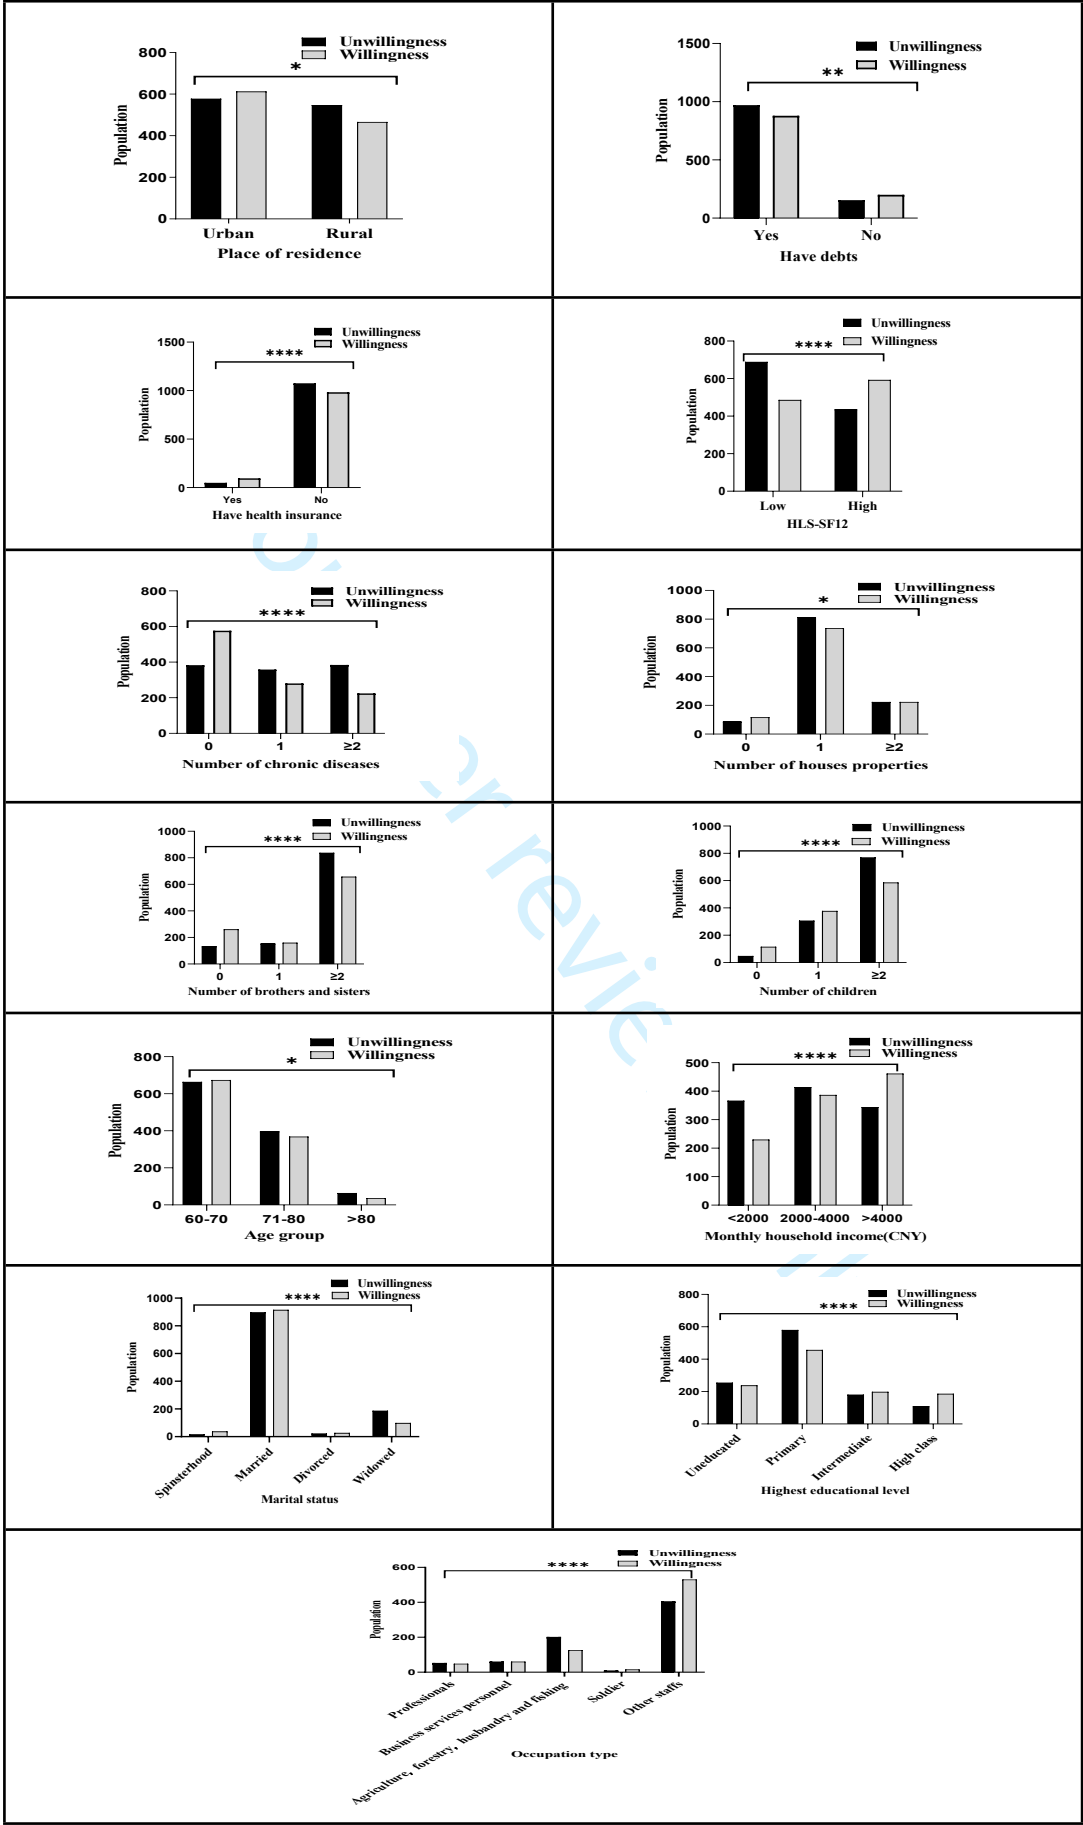 Unwillingness
Willingness
*
800
600
400
200
0
Population
Urban Rural
Place of residence
Unwillingness
Willingness
**
1500
1000
500
0
Population
Yes No
Have debts
Unwillingness
Willingness
****
1500
1000
500
0
Population
Yes No
Have health insurance
Unwillingness
Willingness
****
800
600
400
200
0
Population
Low High
HLS-SF12
Unwillingness
Willingness
****
800
600
400
200
0
Population
0 1 ≥2
Number of chronic diseases
Unwillingness
Willingness
*
1000
800
600
400
200
0
Population
0 1 ≥2
Number of houses properties
Unwillingness
Willingness
****
1000
800
600
400
200
0
Population
0 1 ≥2
Number of brothers and sisters
Unwillingness
Willingness
****
1000
800
600
400
200
0
Population
0 1 ≥2
Number of children
Unwillingness
Willingness
*
800
600
400
200
0
Population
60-70 71-80 >80
Age group
Unwillingness
Willingness
****
500
400
300
200
100
0
Population
<2000 2000-4000 >4000
Monthly household income(CNY)
Unwillingness
Willingness
****
1000
800
600
400
200
0
Population
Spinsterhood Married Divorced Widowed
Marital status
Unwillingness
Willingness
****
800
600
400
200
0
Population
Uneducated Primary Intermediate High class
Highest educational level
Unwillingness
Willingness
****
600
400
200
0
Population
Professionals
Business services personnel
Agriculture, forestry, husbandry and fishing
Soldier
Other staffs
Occupation type
er review